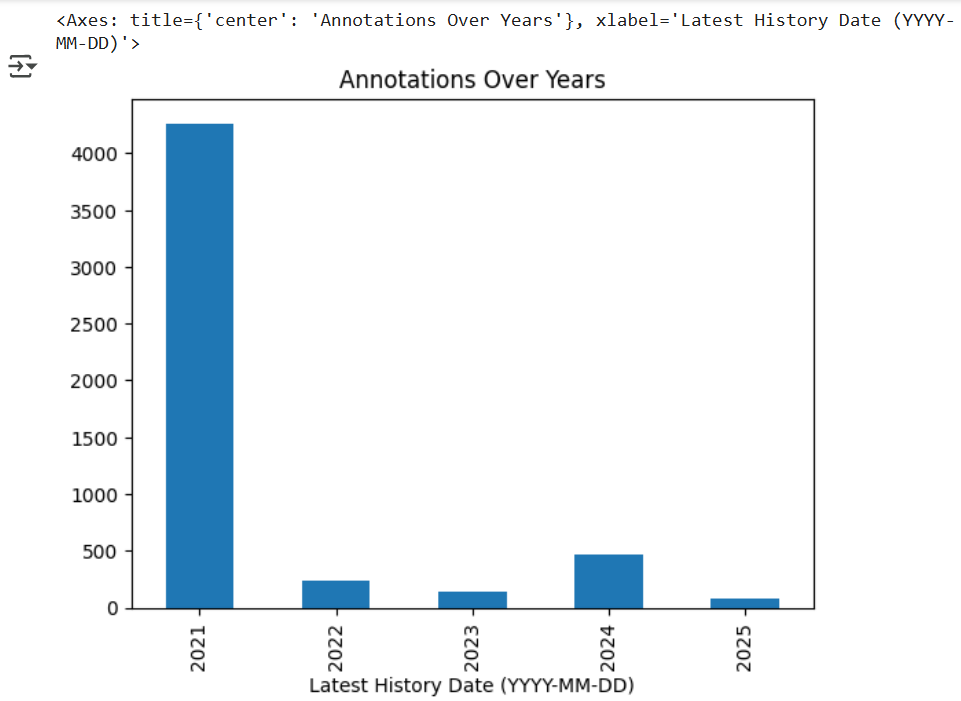 <Axes: title={'center': 'Annotations Over Years'}, xlabel='Latest History Date (YYYY-
MM-DD)'>
Annotations Over Years
4000
3500
3000
2500
2000
1500
1000
500
0
2021 2022 2023 2024 2025
Latest History Date (YYYY-MM-DD)